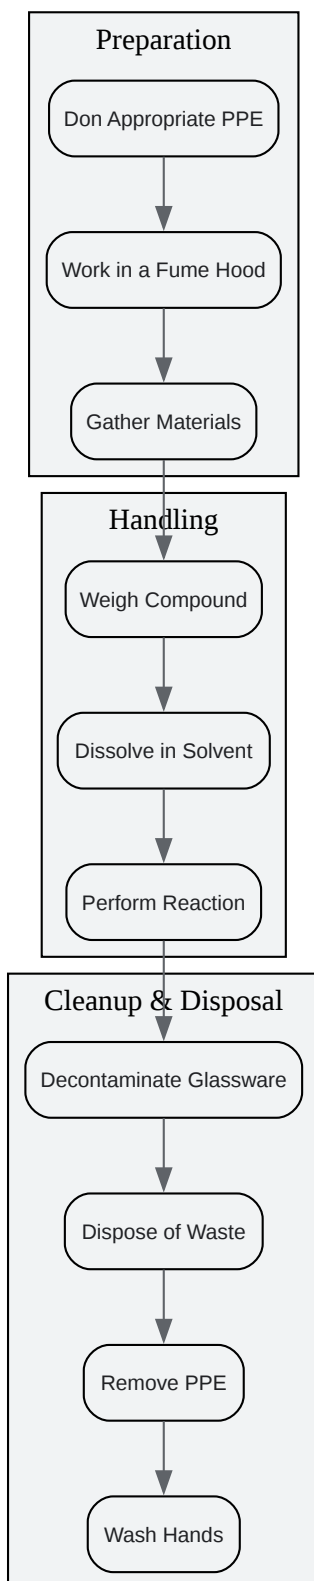 Preparation
Don Appropriate PPE
Work in a Fume Hood
Gather Materials
Handling
Weigh Compound
Dissolve in Solvent
Perform Reaction
Cleanup & Disposal
Decontaminate Glassware
Dispose of Waste
Remove PPE
Wash Hands